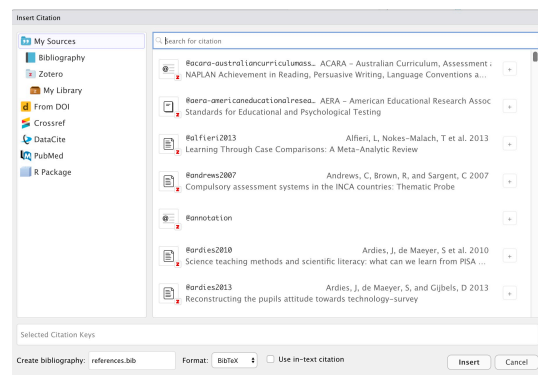 Insert Citation
My Sources
Bibliography
Zotero
My Library
From DOI
Crossref
DataCite
PubMed
R Package
Search for citation
@acara-australiancurriculumass… ACARA – Australian Curriculum, Assessment
NAPLAN Achievement in Reading, Persuasive Writing, Language Conventions a...
@aera-americaneducationalresea… AERA – American Educational Research Assoc
Standards for Educational and Psychological Testing
@alfieri2013 Alfieri, L, Nokes-Malach, T et al. 2013
Learning Through Case Comparisons: A Meta-Analytic Review
@andrews2007 Andrews, C, Brown, R, and Sargent, C 2007
Compulsory assessment systems in the INCA countries: Thematic Probe
@annotation
@ardies2010 Ardies, J, de Maeyer, S et al. 2010
Science teaching methods and scientific literacy: what can we learn from PISA ...
@ardies2013 Ardies, J, de Maeyer, S, and Gijbels, D 2013
Reconstructing the pupils attitude towards technology-survey
Selected Citation Keys
Create bibliography: references.bib Format: BibTeX Use in-text citation Insert Cancel